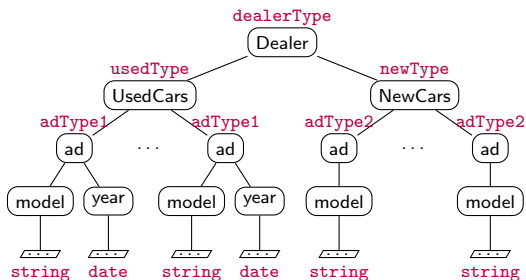 dealerType
Dealer
usedType newType
UsedCars NewCars
adType1 adType1 adType2 adType2
ad ... ad ad ... ad
model year model year model model
string date string date string string